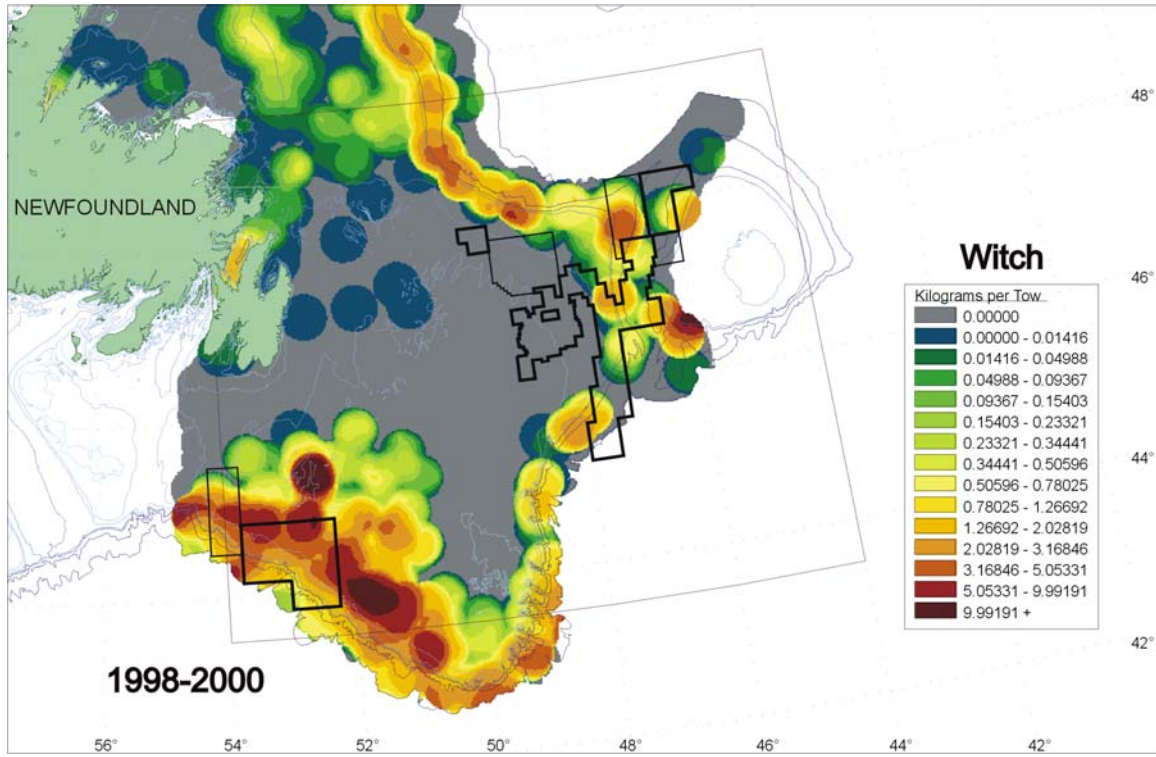 48°
NEWFOUNDLAND
Witch
46°
Kilograms per Tow
0.00000
0.00000 - 0.01416
0.01416 - 0.04988
0.04988 - 0.09367
0.09367 - 0.15403
0.15403 - 0.23321
0.23321 - 0.34441
0.34441 - 0.50596
0.50596 - 0.78025
0.78025 - 1.26692
1.26692 - 2.02819
2.02819 - 3.16846
3.16846 - 5.05331
5.05331 - 9.99191
9.99191 +
44°
42°
1998-2000
56°
54°
52°
50°
48°
46°
44°
42°